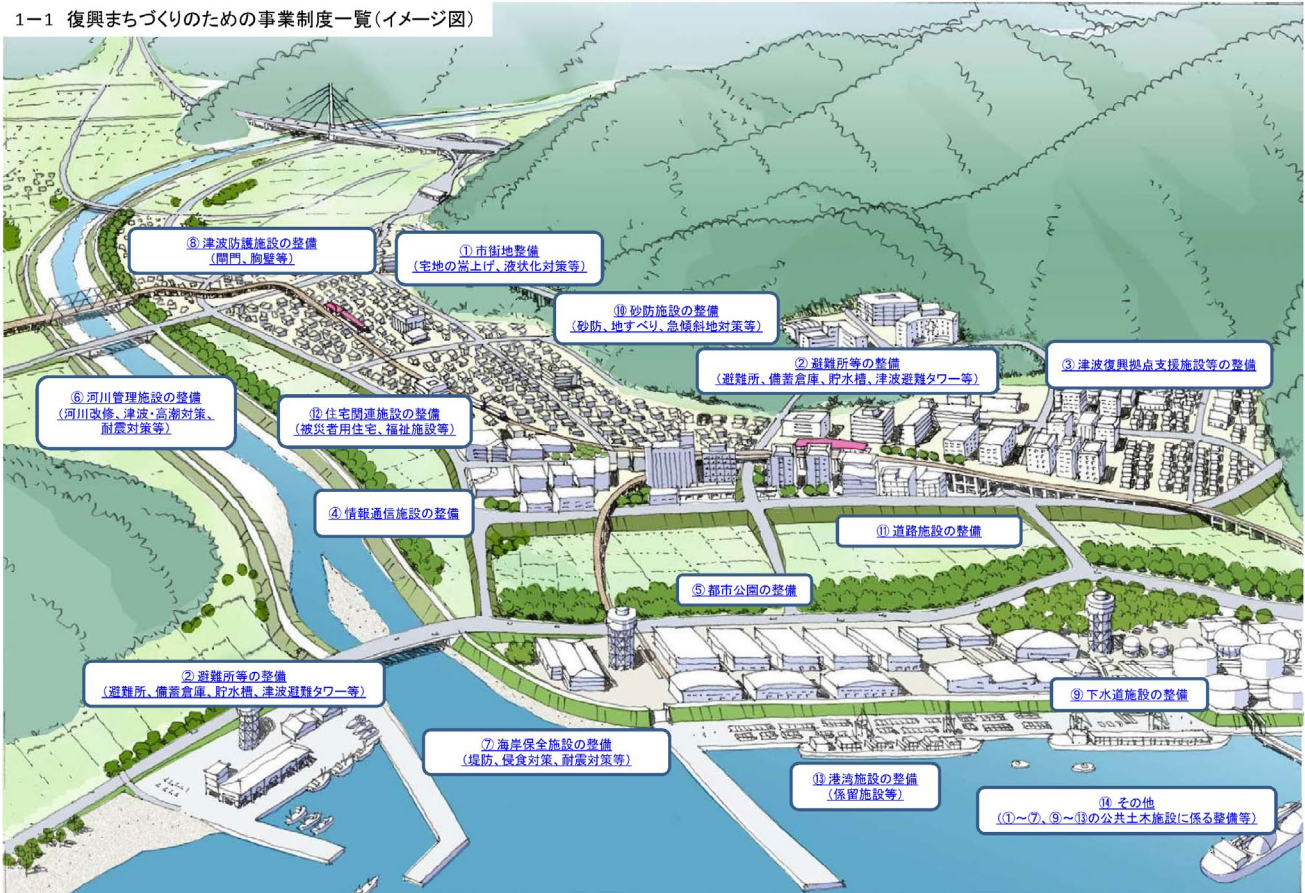 1－1 復興まちづくりのための事業制度一覧（イメージ図）
⑧ 津波防護施設の整備
（閘門、胸壁等）
① 市街地整備
（宅地の嵩上げ、液状化対策等）
⑩ 砂防施設の整備
（砂防、地すべり、急傾斜地対策等）
② 避難所等の整備
（避難所、備蓄倉庫、貯水槽、津波避難タワー等）
③ 津波復興拠点支援施設等の整備
⑥ 河川管理施設の整備
（河川改修、津波・高潮対策、
耐震対策等）
⑫ 住宅関連施設の整備
（被災者用住宅、福祉施設等）
④ 情報通信施設の整備
⑪ 道路施設の整備
⑤ 都市公園の整備
② 避難所等の整備
（避難所、備蓄倉庫、貯水槽、津波避難タワー等）
⑨ 下水道施設の整備
⑦ 海岸保全施設の整備
（堤防、侵食対策、耐震対策等）
⑬ 港湾施設の整備
（係留施設等）
⑭ その他
（①～⑦、⑨～⑬の公共土木施設に係る整備等）